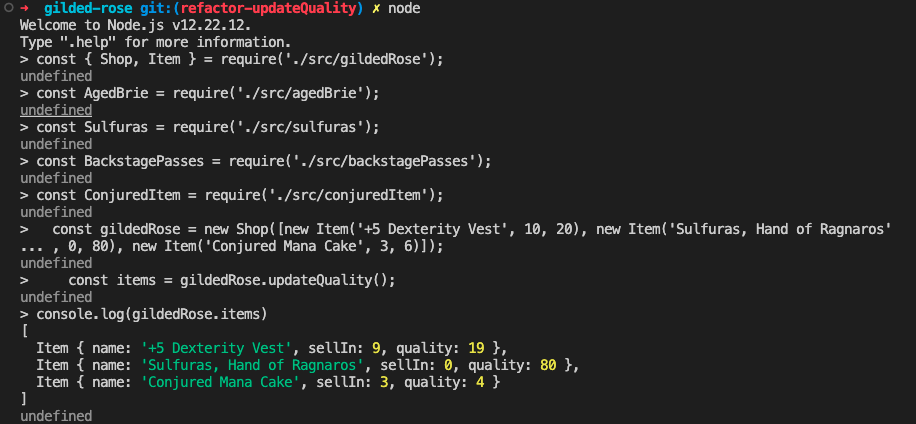 → gilded-rose git:(refactor-updateQuality) ✗ node
Welcome to Node.js v12.22.12.
Type ".help" for more information.
> const { Shop, Item } = require('./src/gildedRose');
undefined
> const AgedBrie = require('./src/agedBrie');
undefined
> const Sulfuras = require('./src/sulfuras');
undefined
> const BackstagePasses = require('./src/backstagePasses');
undefined
> const ConjuredItem = require('./src/conjuredItem');
undefined
>   const gildedRose = new Shop([new Item('+5 Dexterity Vest', 10, 20), new Item('Sulfuras, Hand of Ragnaros'
... , 0, 80), new Item('Conjured Mana Cake', 3, 6)]);
undefined
>     const items = gildedRose.updateQuality();
undefined
> console.log(gildedRose.items)
[
  Item { name: '+5 Dexterity Vest', sellIn: 9, quality: 19 },
  Item { name: 'Sulfuras, Hand of Ragnaros', sellIn: 0, quality: 80 },
  Item { name: 'Conjured Mana Cake', sellIn: 3, quality: 4 }
]
undefined